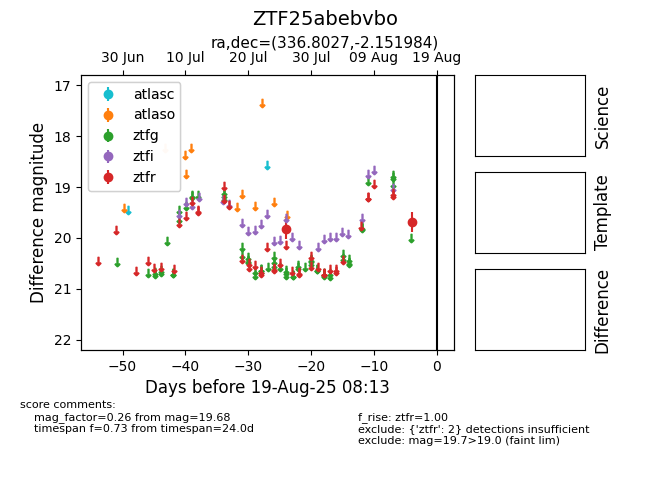 ZTF25abebvbo
ra,dec=(336.8027,-2.151984)
30 Jun 10 Jul 20 Jul 30 Jul 09 Aug 19 Aug
17
18
19
20
21
22
Difference magnitude
atlasc
atlaso
ztfg
ztfi
ztfr
−50 −40 −30 −20 −10 0
Days before 19-Aug-25 08:13
Science
Template
Difference
score comments:
mag_factor=0.26 from mag=19.68
timespan f=0.73 from timespan=24.0d
f_rise: ztfr=1.00
exclude: {'ztfr': 2} detections insufficient
exclude: mag=19.7>19.0 (faint lim)